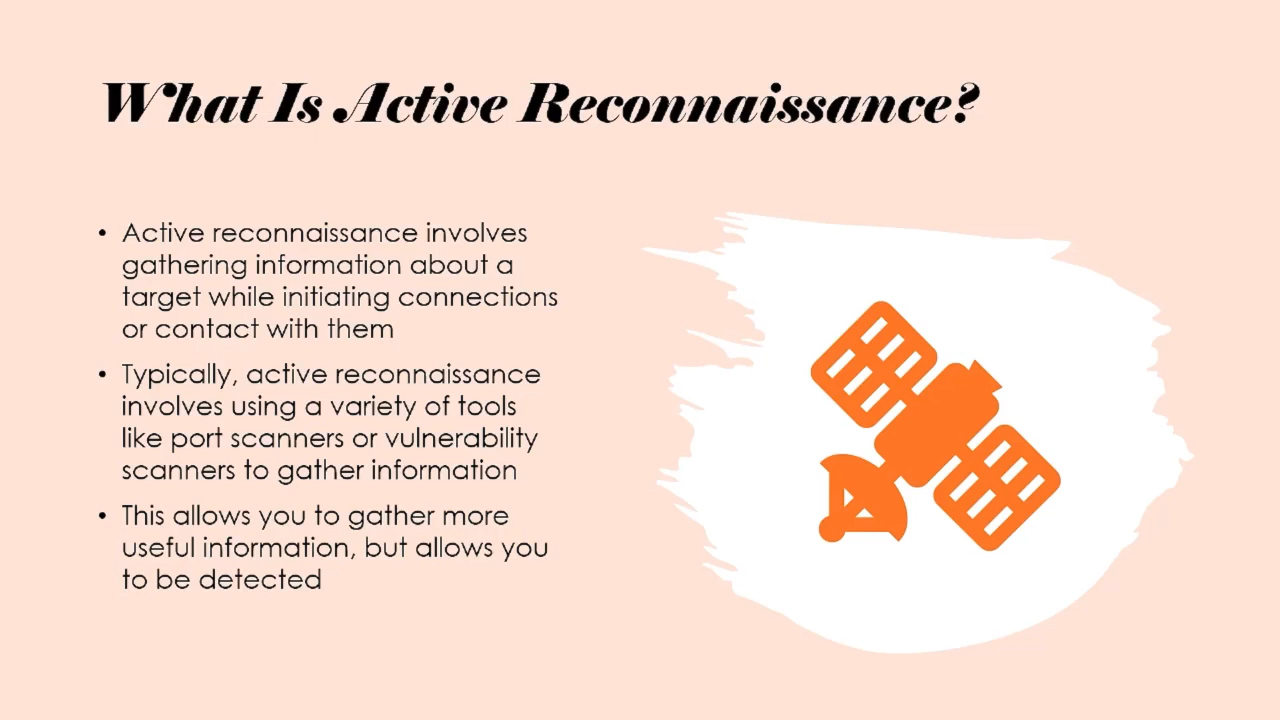 What Is Active Reconnaissance?
• Active reconnaissance involves
gathering information about a
target while initiating connections
or contact with them
• Typically, active reconnaissance
involves using a variety of tools
like port scanners or vulnerability
scanners to gather information
• This allows you to gather more
useful information, but allows you
to be detected